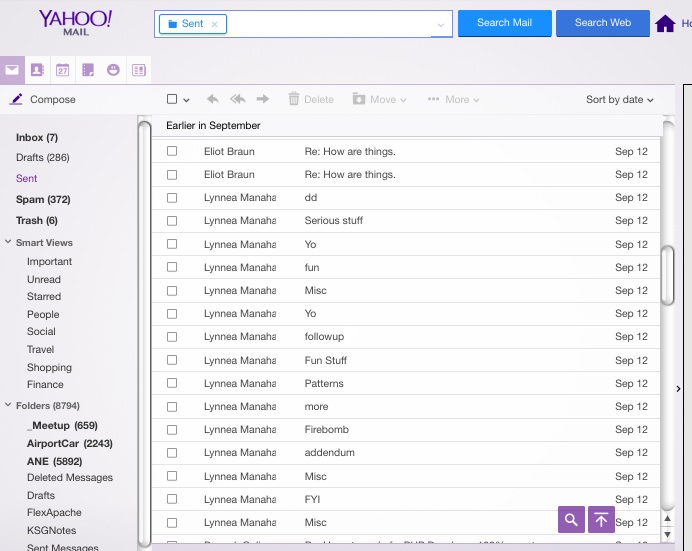 YAHOO!
MAIL
Sent
Search Mail
Search Web
27
Compose
Delete
Move
More
Sort by date
Earlier in September
Inbox (7)
Drafts (286)
Sent
Spam (372)
Trash (6)
Smart Views
Important
Unread
Starred
People
Social
Travel
Shopping
Finance
Folders (8794)
_Meetup (659)
AirportCar (2243)
ANE (5892)
Deleted Messages
Drafts
FlexApache
KSGNotes
Sent Messages
Eliot Braun Re: How are things. Sep 12
Eliot Braun Re: How are things. Sep 12
Lynnea Manaha dd Sep 12
Lynnea Manaha Serious stuff Sep 12
Lynnea Manaha Yo Sep 12
Lynnea Manaha fun Sep 12
Lynnea Manaha Misc Sep 12
Lynnea Manaha Yo Sep 12
Lynnea Manaha followup Sep 12
Lynnea Manaha Fun Stuff Sep 12
Lynnea Manaha Patterns Sep 12
Lynnea Manaha more Sep 12
Lynnea Manaha Firebomb Sep 12
Lynnea Manaha addendum Sep 12
Lynnea Manaha Misc Sep 12
Lynnea Manaha FYI Sep 12
Lynnea Manaha Misc Sep 12